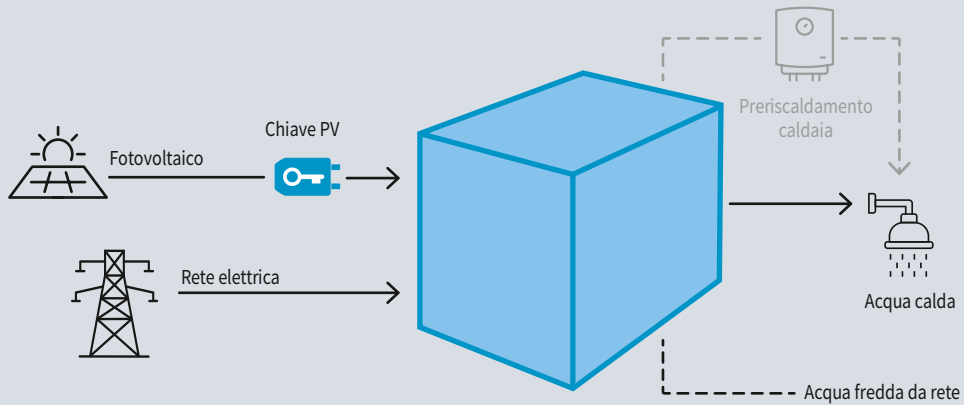 Preriscaldamento
caldaia
Chiave PV
Fotovoltaico
Rete elettrica
Acqua calda
Acqua fredda da rete